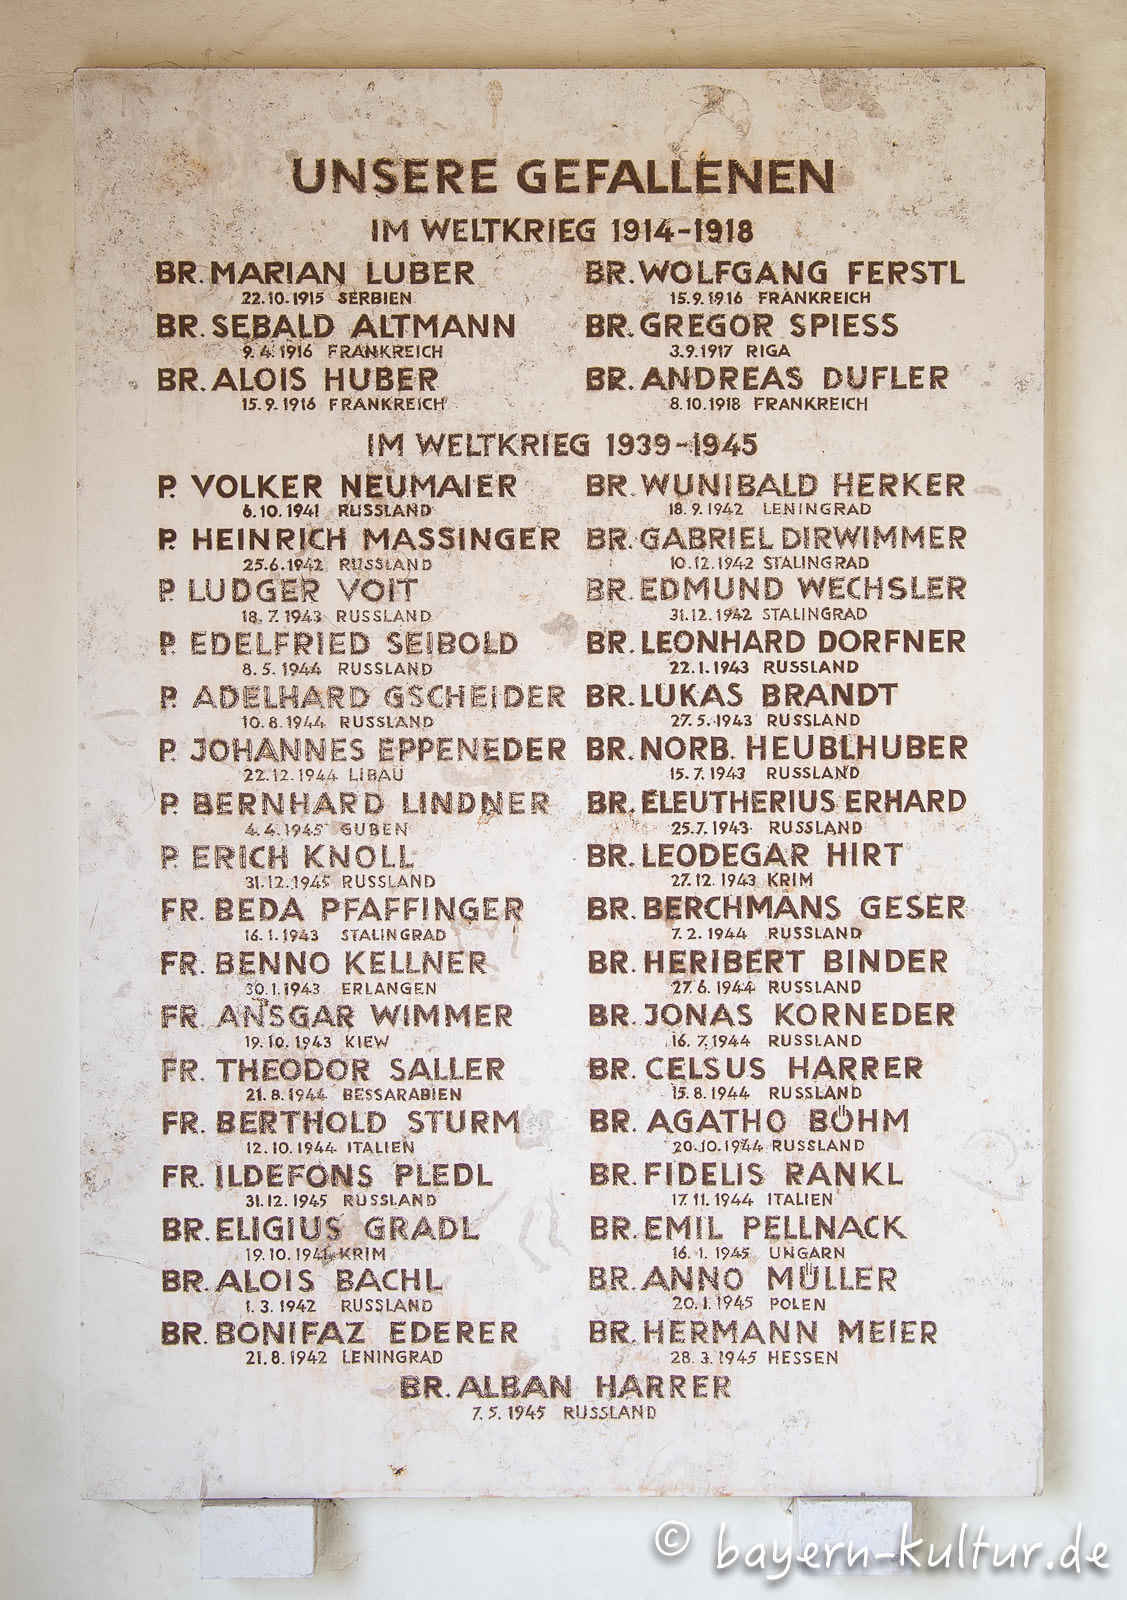 UNSERE GEFALLENEN
IM WELTKRIEG 1914-1918
BR. MARIAN LUBER
22.10.1915 SERBIEN
BR. SEBALD ALTMANN
9.4.1916 FRANKREICH
BR. ALOIS HUBER
15.9.1916 FRANKREICH
BR. WOLFGANG FERSTL
15.9.1916 FRANKREICH
BR. GREGOR SPIESS
3.9.1917 RIGA
BR. ANDREAS DUFLER
8.10.1918 FRANKREICH
IM WELTKRIEG 1939-1945
P. VOLKER NEUMAIER
6.10.1941 RUSSLAND
P. HEINRICH MASSINGER
25.6.1942 RUSSLAND
P. LUDGER VOIT
18.7.1943 RUSSLAND
P. EDELFRIED SEIBOLD
8.5.1944 RUSSLAND
P. ADELHARD GSCHEIDER
10.8.1944 RUSSLAND
P. JOHANNES EPPENEDER
22.12.1944 LIBAU
P. BERNHARD LINDNER
4.4.1945 GUBEN
P. ERICH KNOLL
31.12.1945 RUSSLAND
FR. BEDA PFAFFINGER
16.1.1943 STALINGRAD
FR. BENNO KELLNER
30.1.1943 ERLANGEN
FR. ANSGAR WIMMER
19.10.1943 KIEW
FR. THEODOR SALLER
21.8.1944 BESSARABIEN
FR. BERTHOLD STURM
12.10.1944 ITALIEN
FR. ILDEFONS PLEDL
31.12.1945 RUSSLAND
BR. ELIGIUS GRADL
19.10.1941 KRIM
BR. ALOIS BACHL
1.3.1942 RUSSLAND
BR. BONIFAZ EDERER
21.8.1942 LENINGRAD
BR. WUNIBALD HERKER
18.9.1942 LENINGRAD
BR. GABRIEL DIRWIMMER
10.12.1942 STALINGRAD
BR. EDMUND WECHSLER
31.12.1942 STALINGRAD
BR. LEONHARD DORFNER
22.1.1943 RUSSLAND
BR. LUKAS BRANDT
27.5.1943 RUSSLAND
BR. NORB. HEUBLHUBER
15.7.1943 RUSSLAND
BR. ELEUTHERIUS ERHARD
25.7.1943 RUSSLAND
BR. LEODEGAR HIRT
27.12.1943 KRIM
BR. BERCHMANS GESER
7.2.1944 RUSSLAND
BR. HERIBERT BINDER
27.6.1944 RUSSLAND
BR. JONAS KORNEDER
16.7.1944 RUSSLAND
BR. CELSUS HARRER
15.8.1944 RUSSLAND
BR. AGATHO BÖHM
20.10.1944 RUSSLAND
BR. FIDELIS RANKL
17.11.1944 ITALIEN
BR. EMIL PELLNACK
16.1.1945 UNGARN
BR. ANNO MÜLLER
20.1.1945 POLEN
BR. HERMANN MEIER
28.3.1945 HESSEN
BR. ALBAN HARRER
7.5.1945 RUSSLAND
© bayern-kultur.de